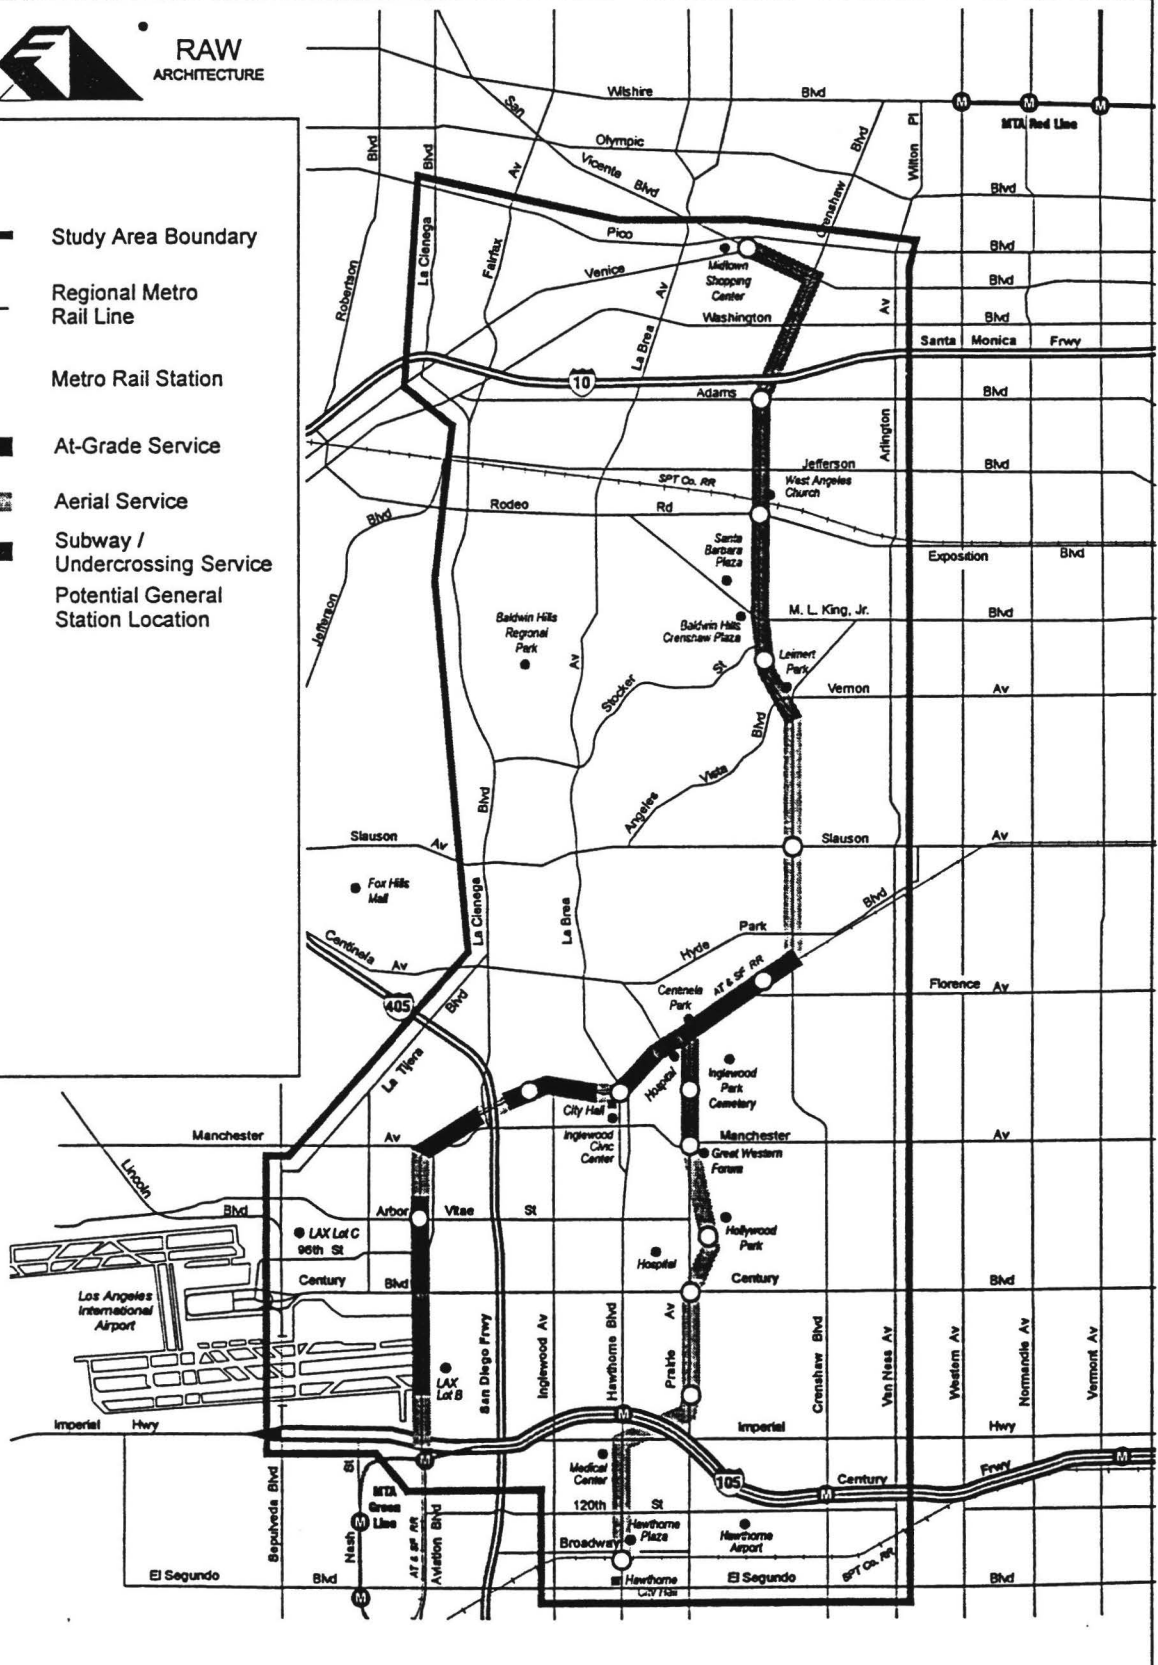 RAW
ARCHITECTURE
Study Area Boundary
Regional Metro
Rail Line
Metro Rail Station
At-Grade Service
Aerial Service
Subway /
Undercrossing Service
Potential General
Station Location
Wilshire Blvd
M M M
MTA Red Line
San
Vicente Blvd
Olympic
Blvd
Robertson
Blvd
La Cienega
Blvd
Fairfax
Av
Blvd
Crenshaw
Wilton Pl
Pico
Blvd
Venice
Blvd
Midtown
Shopping
Center
La Brea
Av
Washington
Blvd
Av
Arlington
Santa Monica Frwy
10
Adams
Blvd
Jefferson
Blvd
West Angeles
Church
SPT Co. RR
Rodeo Rd
Blvd
Jefferson
Exposition Blvd
Santa
Barbara
Plaza
M. L. King, Jr.
Blvd
Baldwin Hills
Crenshaw Plaza
Baldwin Hills
Regional
Park
Av
Leimert
Park
Stocker St
Vernon Av
Angeles Vista Blvd
Blvd
La Cienega
Slauson Av
Slauson Av
Fox Hills
Mall
La Brea
Centinela
Av
Hyde Park
Blvd
405
Blvd
La Tijera
Centinela
Park
AT & SF RR
Florence Av
Hospital
Inglewood
Park
Cemetery
City Hall
Inglewood
Civic
Center
Manchester Av
Manchester Av
Great Western
Forum
Lincoln
Blvd
Arbor Vitae St
LAX Lot C
96th St
Hollywood
Park
Hospital
Century Blvd
Century Blvd
Los Angeles
International
Airport
LAX
Lot B
San Diego Frwy
Inglewood Av
Hawthorne Blvd
Prairie Av
Crenshaw Blvd
Van Ness Av
Western Av
Normandie Av
Vermont Av
Imperial Hwy
M
Imperial Hwy
M
105
Century Frwy
M
M
Medical
Center
Sepulveda Blvd
Nash St
MTA
Green
Line
M
AT & SF RR
Aviation Blvd
120th St
Hawthorne
Plaza
Hawthorne
Airport
Broadway
SPT Co. RR
El Segundo Blvd
M
Hawthorne
City Hall
El Segundo Blvd